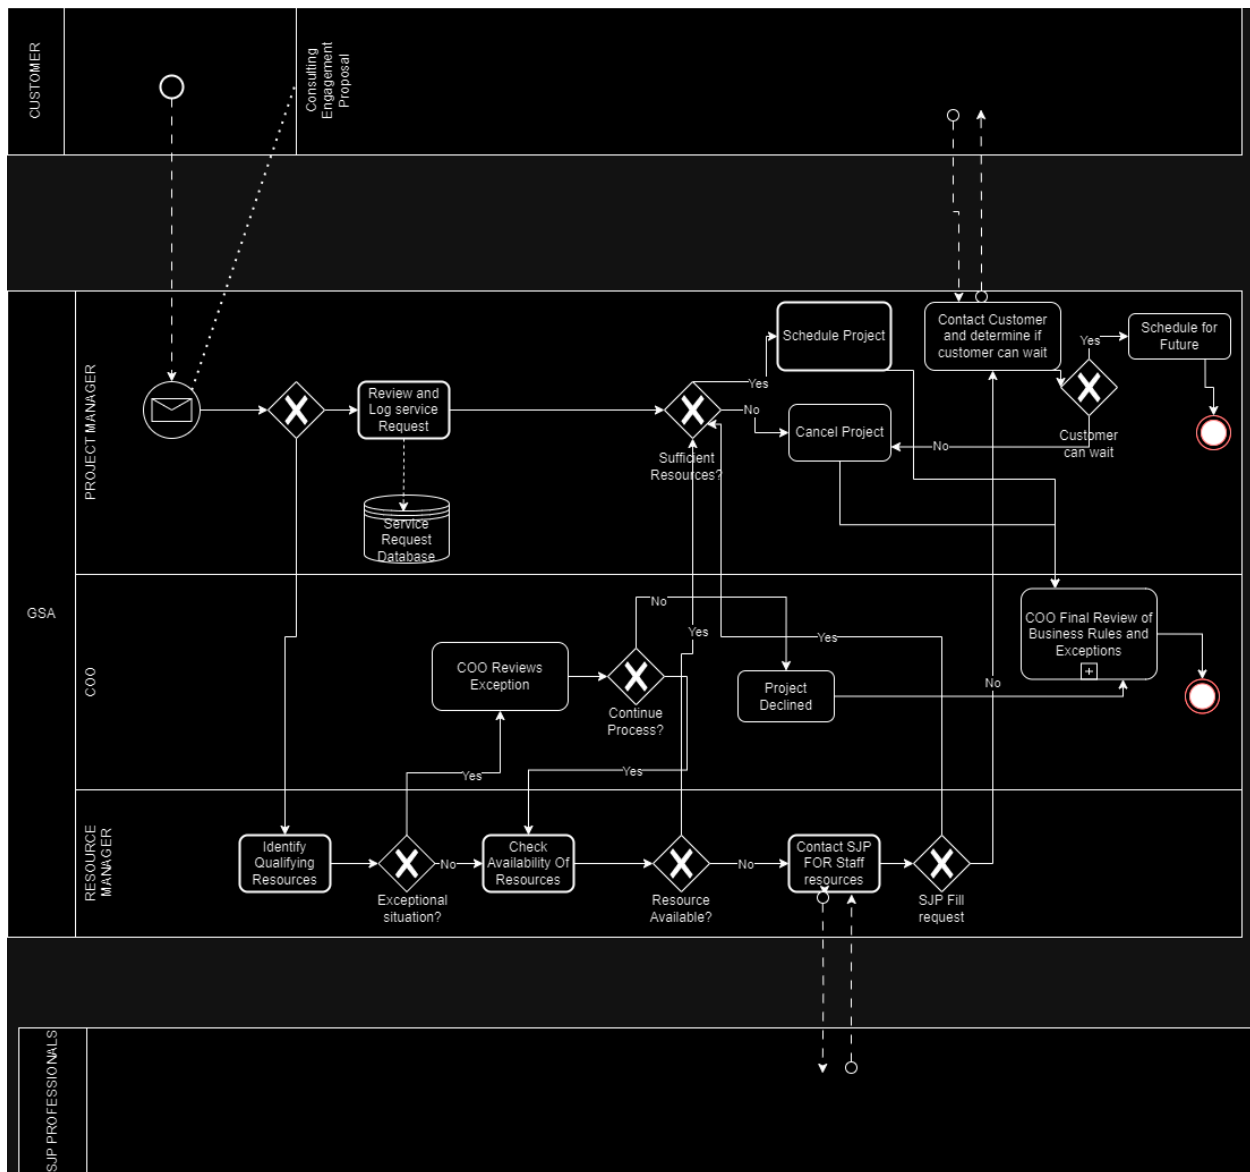 CUSTOMER
Consulting
Engagement
Proposal
GSA
PROJECT MANAGER
Review and
Log service
Request
Service
Request
Database
Sufficient
Resources?
Yes
No
Schedule Project
Cancel Project
Contact Customer
and determine if
customer can wait
Yes
No
Customer
can wait
Schedule for
Future
COO
COO Reviews
Exception
Continue
Process?
No
Yes
Yes
Yes
No
Yes
Project
Declined
COO Final Review of
Business Rules and
Exceptions
RESOURCE
MANAGER
Identify
Qualifying
Resources
Exceptional
situation?
No
Check
Availability Of
Resources
Resource
Available?
No
Contact SJP
FOR Staff
resources
SJP Fill
request
SJP PROFESSIONALS